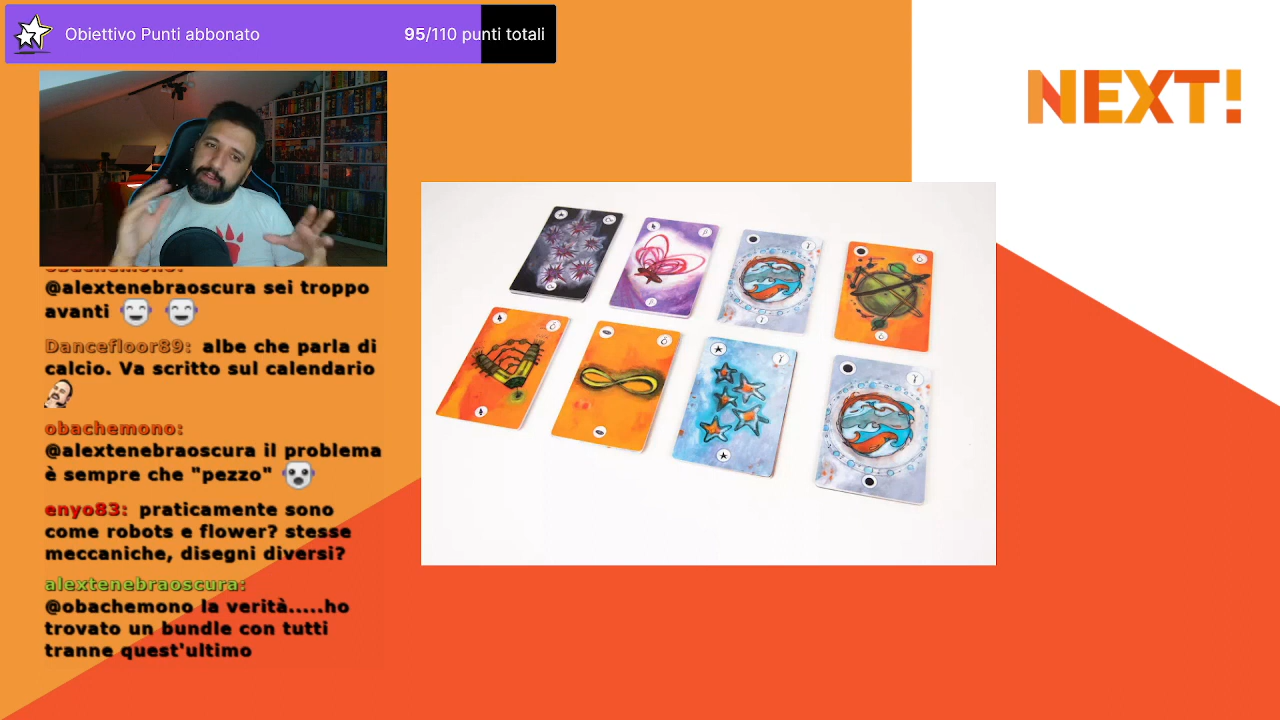 Obiettivo Punti abbonato 95/110 punti totali
NEXT!
@alextenebraoscura sei troppo
avanti
Dancefloor89: albe che parla di
calcio. Va scritto sul calendario
obachemono:
@alextenebraoscura il problema
è sempre che "pezzo"
enyo83: praticamente sono
come robots e flower? stesse
meccaniche, disegni diversi?
alextenebraoscura:
@obachemono la verità.....ho
trovato un bundle con tutti
tranne quest'ultimo